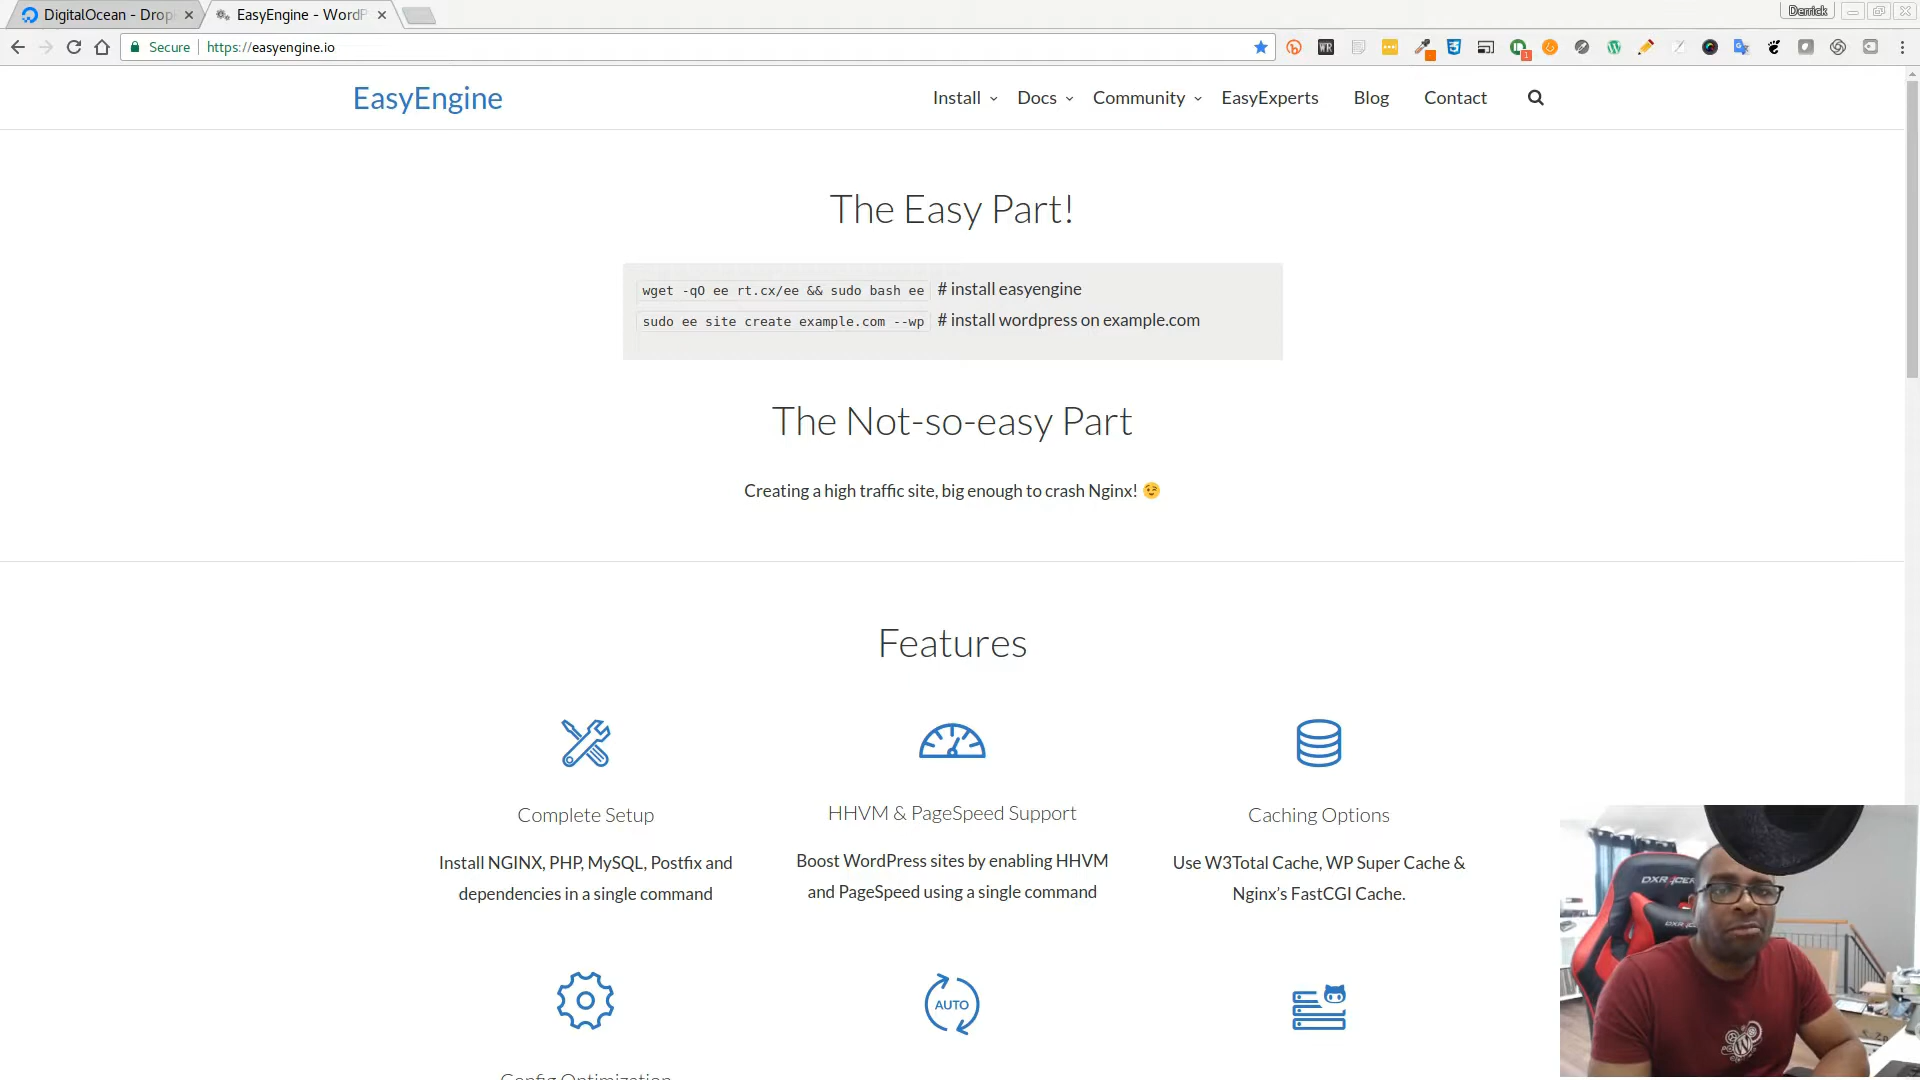 DigitalOcean - Drop
EasyEngine - WordP
Derrick
Secure
https://easyengine.io
EasyEngine
Install
Docs
Community
EasyExperts
Blog
Contact
The Easy Part!
wget -qO ee rt.cx/ee && sudo bash ee # install easyengine
sudo ee site create example.com --wp # install wordpress on example.com
The Not-so-easy Part
Creating a high traffic site, big enough to crash Nginx! 😉
Features
Complete Setup
Install NGINX, PHP, MySQL, Postfix and
dependencies in a single command
HHVM & PageSpeed Support
Boost WordPress sites by enabling HHVM
and PageSpeed using a single command
Caching Options
Use W3Total Cache, WP Super Cache &
Nginx’s FastCGI Cache.
AUTO
Config Optimization
DXRACER